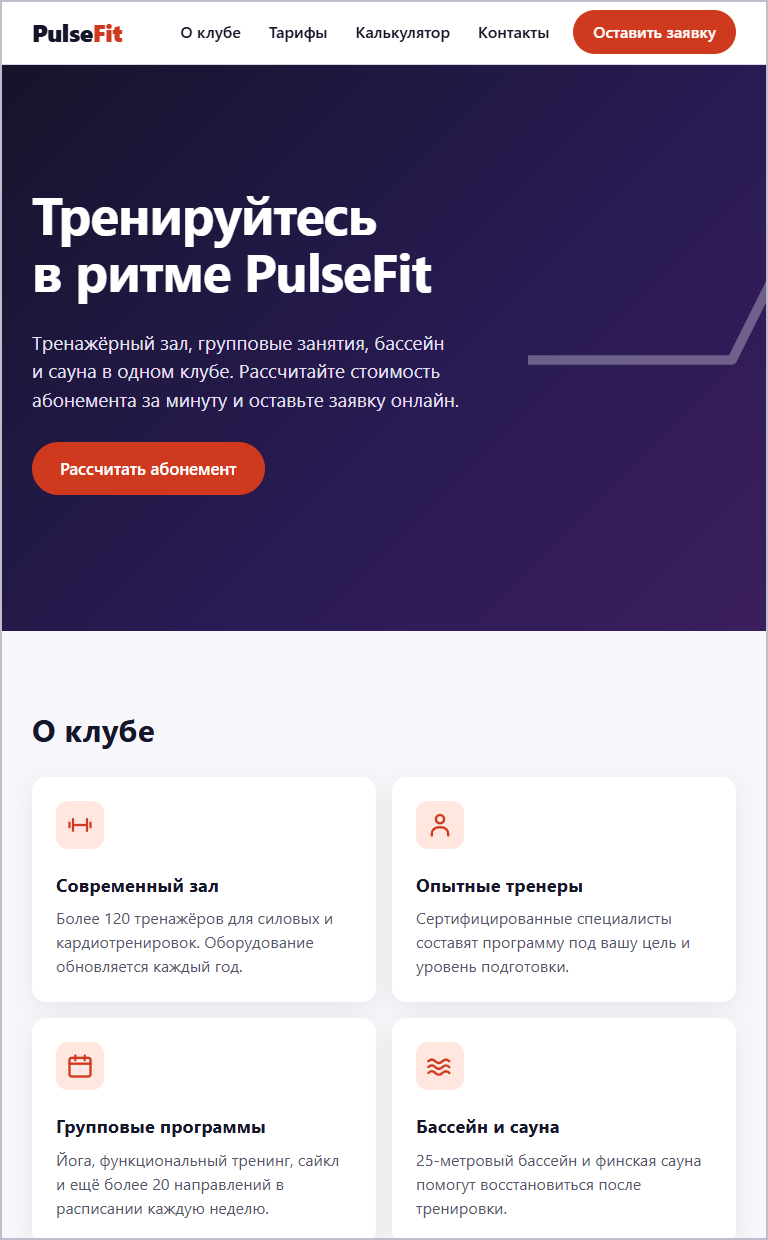 PulseFit
О клубе
Тарифы
Калькулятор
Контакты
Оставить заявку
Тренируйтесь
в ритме PulseFit
Тренажёрный зал, групповые занятия, бассейн
и сауна в одном клубе. Рассчитайте стоимость
абонемента за минуту и оставьте заявку онлайн.
Рассчитать абонемент
О клубе
Современный зал
Более 120 тренажёров для силовых и
кардиотренировок. Оборудование
обновляется каждый год.
Опытные тренеры
Сертифицированные специалисты
составят программу под вашу цель и
уровень подготовки.
Групповые программы
Йога, функциональный тренинг, сайкл
и ещё более 20 направлений в
расписании каждую неделю.
Бассейн и сауна
25-метровый бассейн и финская сауна
помогут восстановиться после
тренировки.